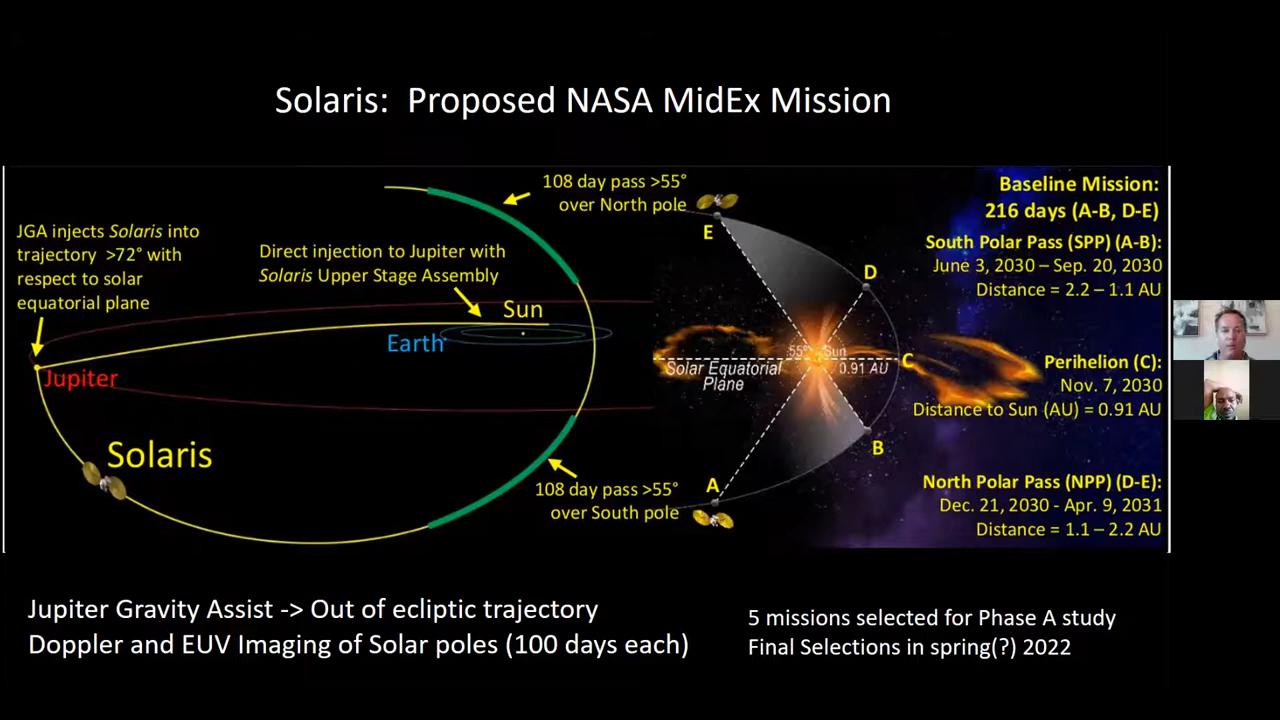 Solaris: Proposed NASA MidEx Mission
JGA injects Solaris into
trajectory >72° with
respect to solar
equatorial plane
Direct injection to Jupiter with
Solaris Upper Stage Assembly
108 day pass >55°
over North pole
Sun
Earth
Jupiter
Solaris
108 day pass >55°
over South pole
E
D
55°
Sun
C
0.91 AU
Solar Equatorial
Plane
B
A
Baseline Mission:
216 days (A-B, D-E)
South Polar Pass (SPP) (A-B):
June 3, 2030 – Sep. 20, 2030
Distance = 2.2 – 1.1 AU
Perihelion (C):
Nov. 7, 2030
Distance to Sun (AU) = 0.91 AU
North Polar Pass (NPP) (D-E):
Dec. 21, 2030 - Apr. 9, 2031
Distance = 1.1 – 2.2 AU
Jupiter Gravity Assist -> Out of ecliptic trajectory
Doppler and EUV Imaging of Solar poles (100 days each)
5 missions selected for Phase A study
Final Selections in spring(?) 2022